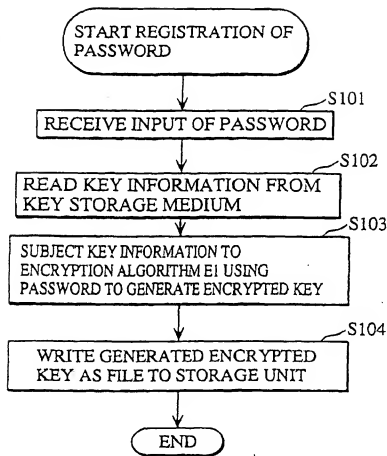 START REGISTRATION OF
PASSWORD
S101
RECEIVE INPUT OF PASSWORD
S102
READ KEY INFORMATION FROM
KEY STORAGE MEDIUM
S103
SUBJECT KEY INFORMATION TO
ENCRYPTION ALGORITHM E1 USING
PASSWORD TO GENERATE ENCRYPTED KEY
S104
WRITE GENERATED ENCRYPTED
KEY AS FILE TO STORAGE UNIT
END